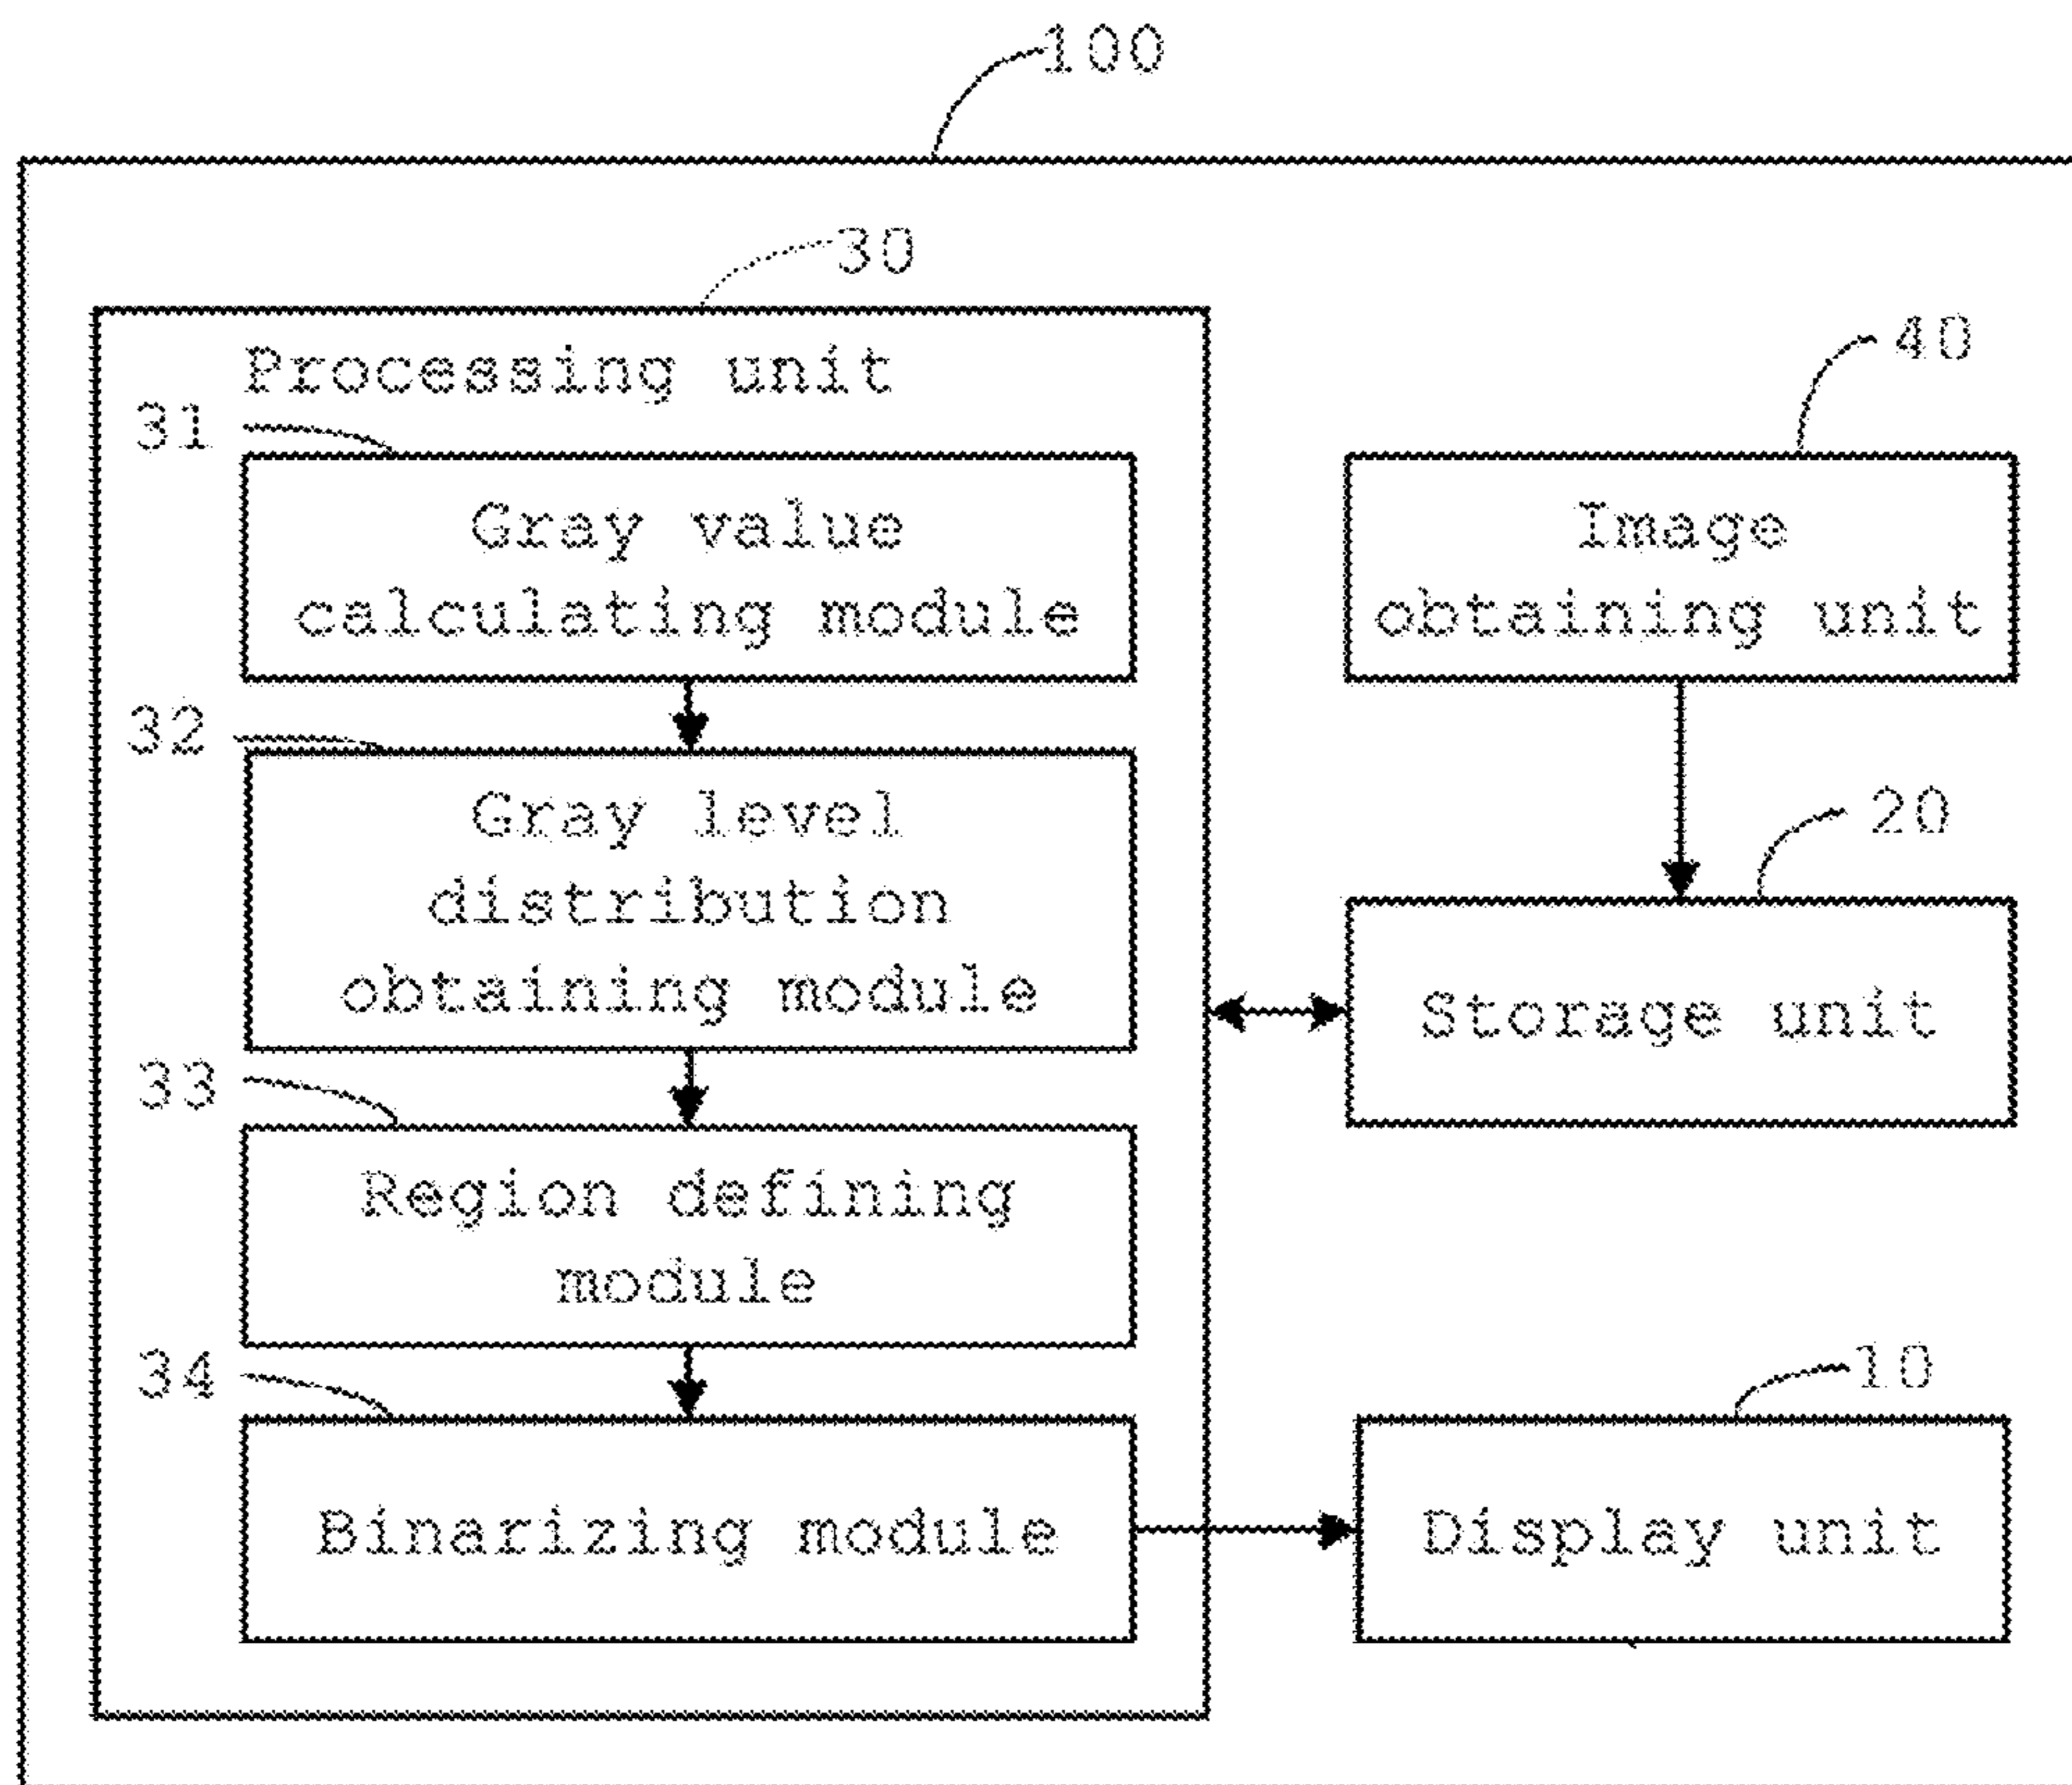 100
30
Processing unit
40
31
Gray value
calculating module
Image
obtaining unit
32
Gray level
distribution
obtaining module
20
Storage unit
33
Region defining
module
34
Binarizing module
10
Display unit